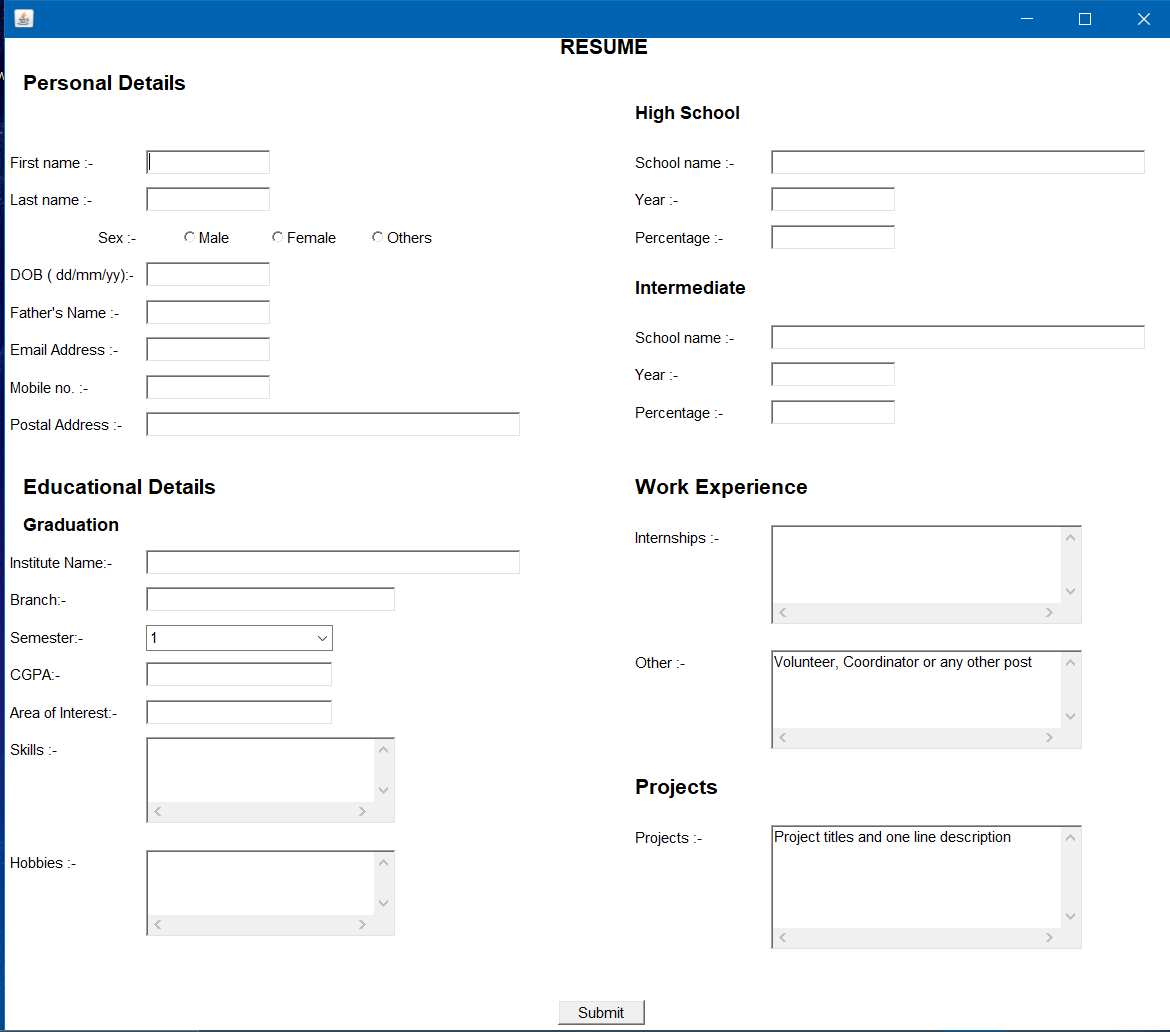 RESUME
Personal Details
First name :-
Last name :-
Sex :- Male Female Others
DOB ( dd/mm/yy):-
Father's Name :-
Email Address :-
Mobile no. :-
Postal Address :-
Educational Details
Graduation
Institute Name:-
Branch:-
Semester:- 1
CGPA:-
Area of Interest:-
Skills :-
Hobbies :-
High School
School name :-
Year :-
Percentage :-
Intermediate
School name :-
Year :-
Percentage :-
Work Experience
Internships :-
Other :- Volunteer, Coordinator or any other post
Projects
Projects :- Project titles and one line description
Submit